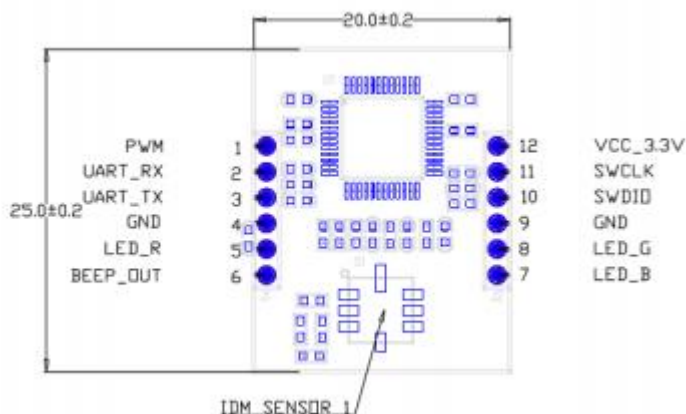 20.0±0.2
PWM 1 12 VCC_3.3V
UART_RX 2 11 SWCLK
UART_TX 3 10 SWDIO
25.0±0.2
GND 4 9 GND
LED_R 5 8 LED_G
BEEP_OUT 6 7 LED_B
IDM_SENSOR_1